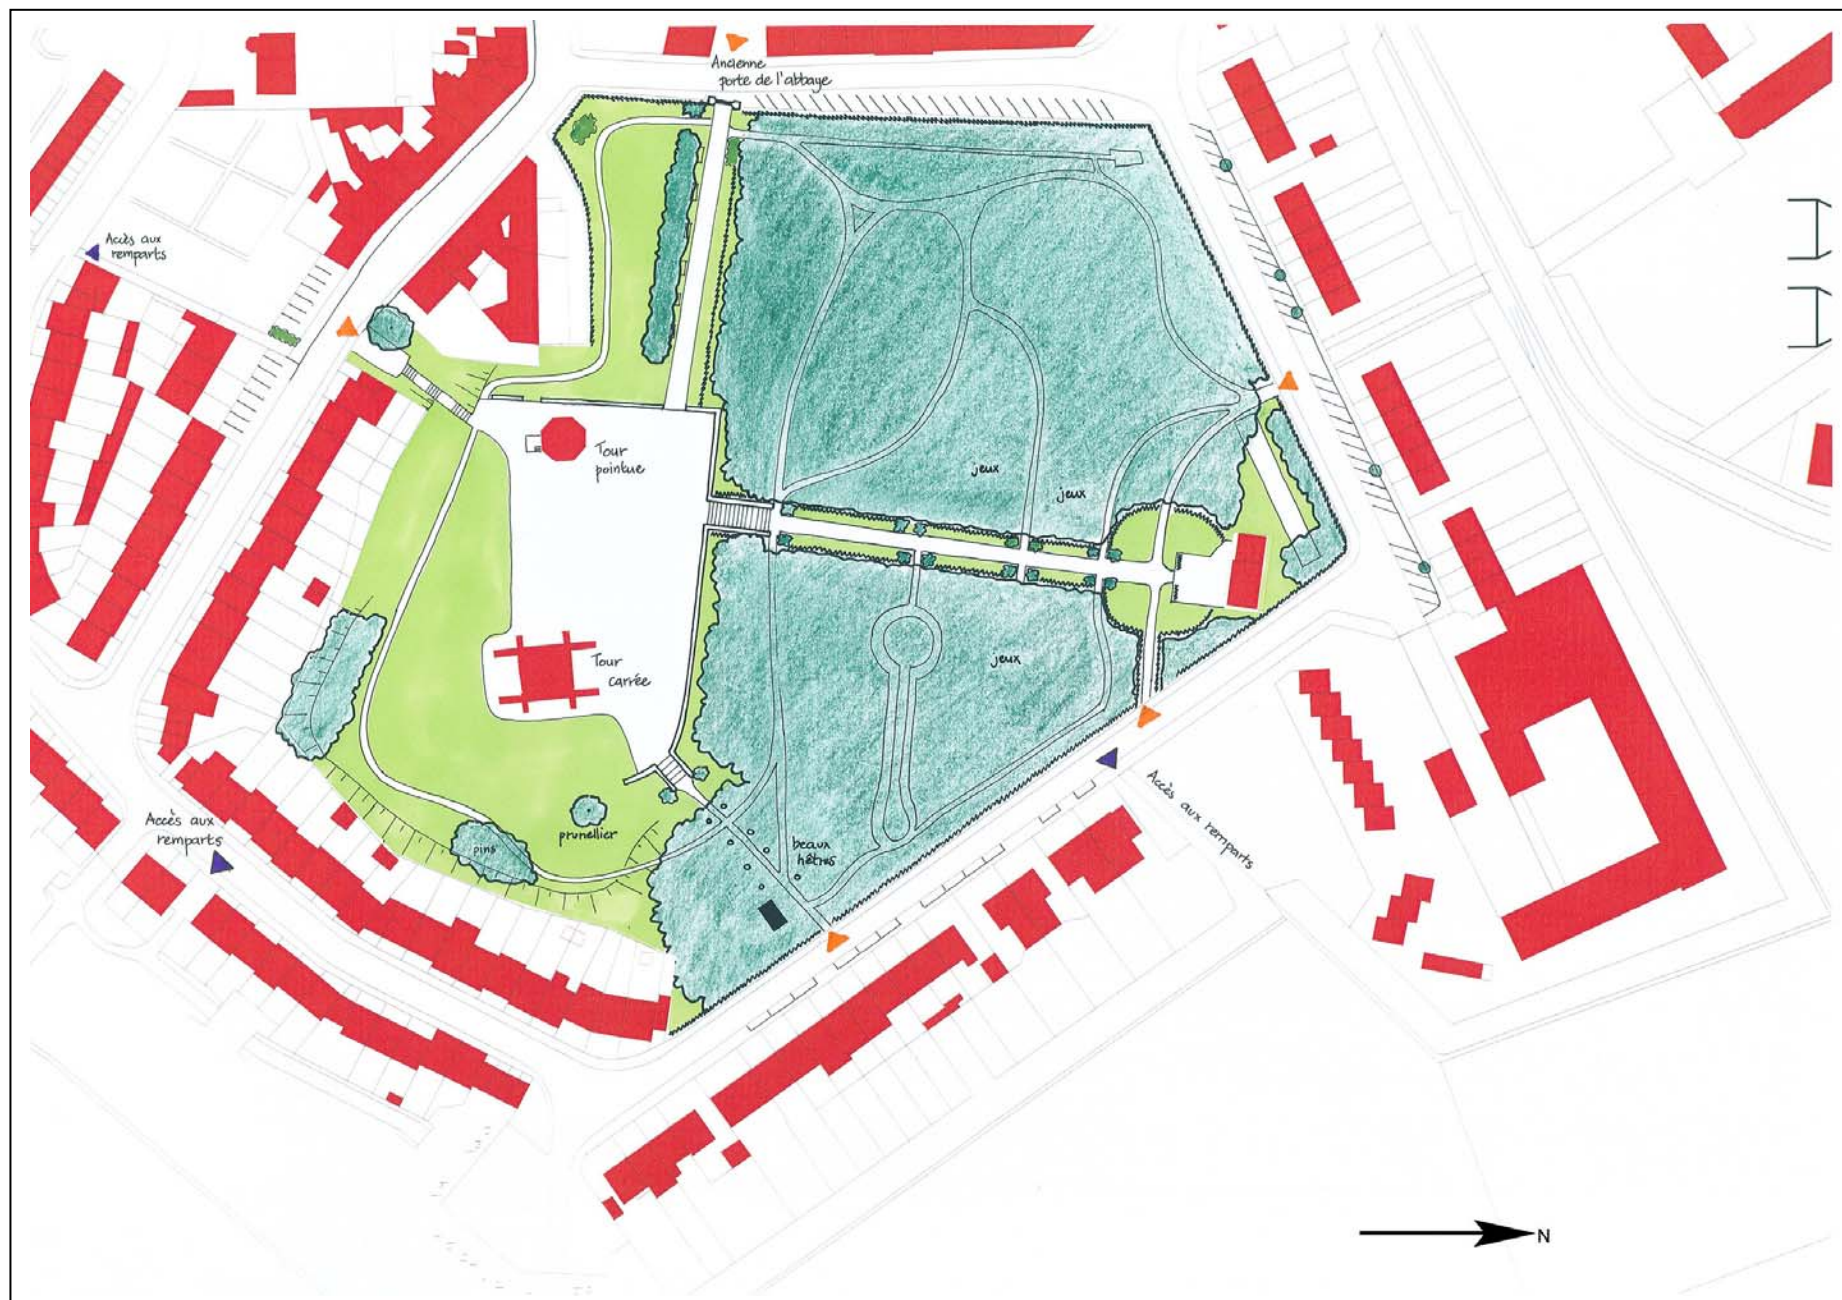 Ancienne
porte de l'abbaye
Accès aux
remparts
Tour
pointue
jeux
jeux
Tour
carrée
jeux
Accès aux remparts
Accès aux
remparts
prunellier
pins
beaux
hêtres
N